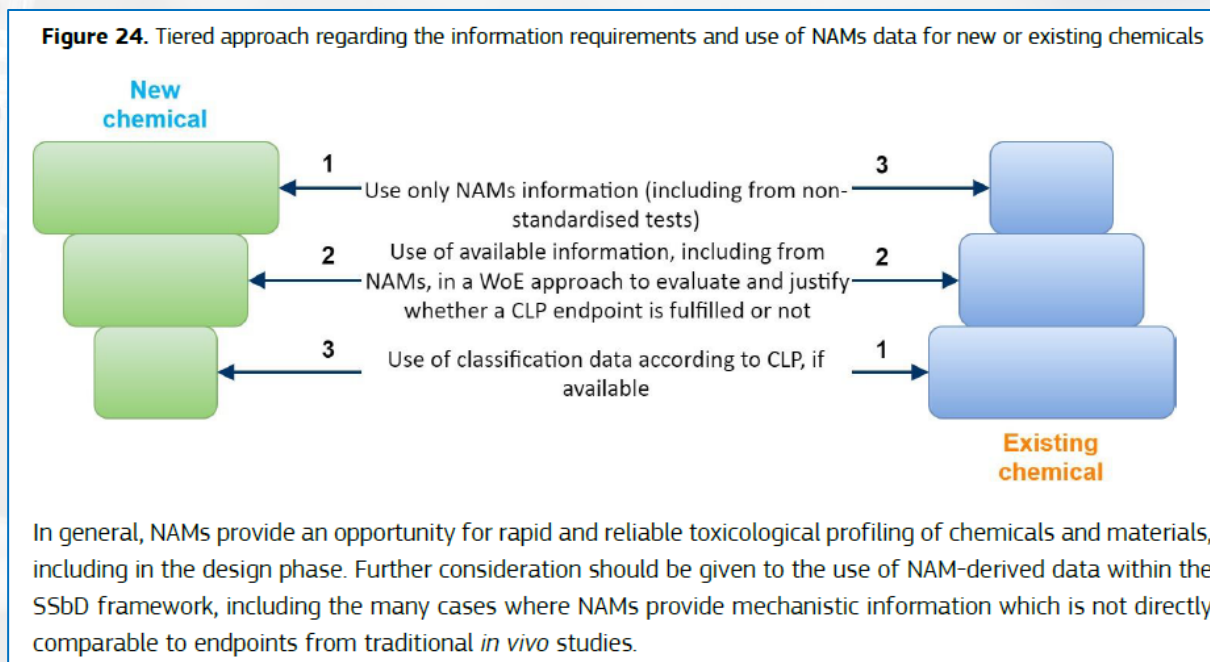 Figure 24. Tiered approach regarding the information requirements and use of NAMs data for new or existing chemicals
New
chemical
1
3
Use only NAMs information (including from non-
standardised tests)
2
Use of available information, including from
NAMs, in a WoE approach to evaluate and justify
whether a CLP endpoint is fulfilled or not
2
3
Use of classification data according to CLP, if
available
1
Existing
chemical
In general, NAMs provide an opportunity for rapid and reliable toxicological profiling of chemicals and materials,
including in the design phase. Further consideration should be given to the use of NAM-derived data within the
SSbD framework, including the many cases where NAMs provide mechanistic information which is not directly
comparable to endpoints from traditional in vivo studies.